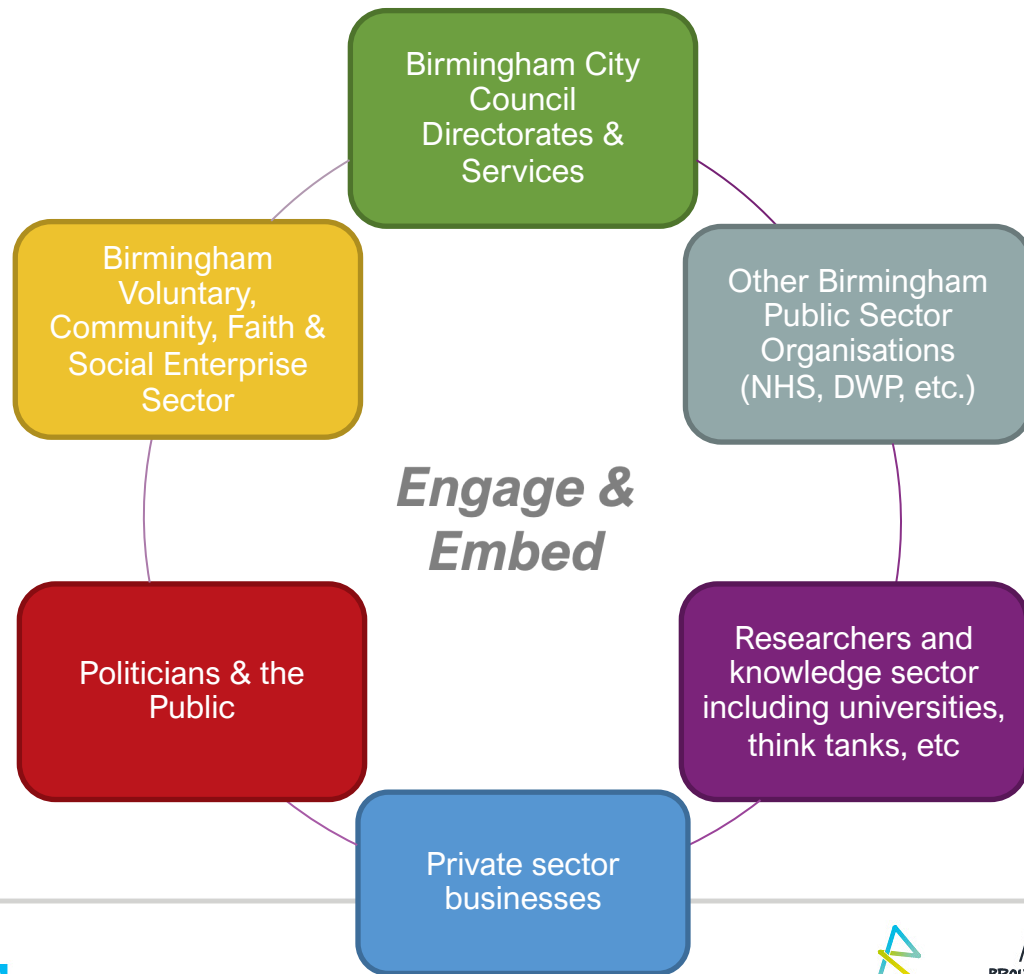 Birmingham City
Council
Directorates &
Services
Other Birmingham
Public Sector
Organisations
(NHS, DWP, etc.)
Researchers and
knowledge sector
including universities,
think tanks, etc
Private sector
businesses
Politicians & the
Public
Birmingham
Voluntary,
Community, Faith &
Social Enterprise
Sector
Engage &
Embed